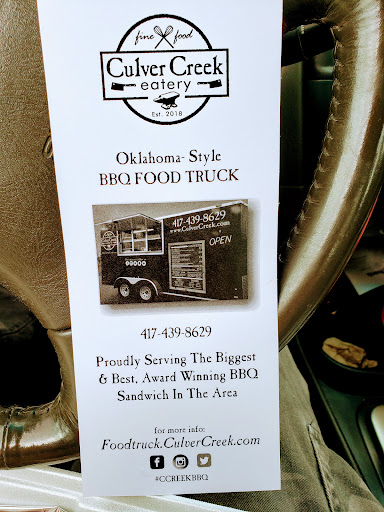 fine food
Culver Creek
eatery
Est. 2018
Oklahoma-Style
BBQ FOOD TRUCK
417-439-8629
www.CulverCreek.com
OPEN
417-439-8629
Proudly Serving The Biggest
& Best, Award Winning BBQ
Sandwich In The Area
for more info:
Foodtruck.CulverCreek.com
#CCREEKBBQ